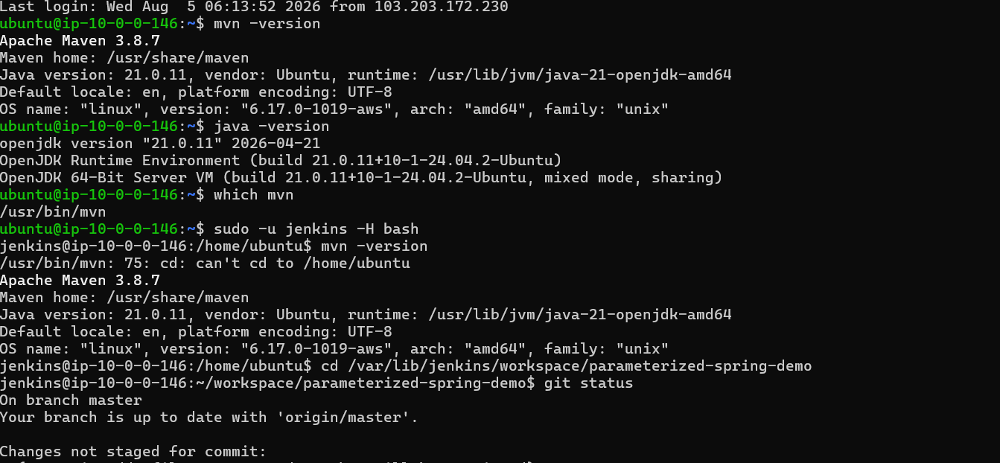 Last login: Wed Aug  5 06:13:52 2026 from 103.203.172.230
ubuntu@ip-10-0-0-146:~$ mvn -version
Apache Maven 3.8.7
Maven home: /usr/share/maven
Java version: 21.0.11, vendor: Ubuntu, runtime: /usr/lib/jvm/java-21-openjdk-amd64
Default locale: en, platform encoding: UTF-8
OS name: "linux", version: "6.17.0-1019-aws", arch: "amd64", family: "unix"
ubuntu@ip-10-0-0-146:~$ java -version
openjdk version "21.0.11" 2026-04-21
OpenJDK Runtime Environment (build 21.0.11+10-1-24.04.2-Ubuntu)
OpenJDK 64-Bit Server VM (build 21.0.11+10-1-24.04.2-Ubuntu, mixed mode, sharing)
ubuntu@ip-10-0-0-146:~$ which mvn
/usr/bin/mvn
ubuntu@ip-10-0-0-146:~$ sudo -u jenkins -H bash
jenkins@ip-10-0-0-146:/home/ubuntu$ mvn -version
/usr/bin/mvn: 75: cd: can't cd to /home/ubuntu
Apache Maven 3.8.7
Maven home: /usr/share/maven
Java version: 21.0.11, vendor: Ubuntu, runtime: /usr/lib/jvm/java-21-openjdk-amd64
Default locale: en, platform encoding: UTF-8
OS name: "linux", version: "6.17.0-1019-aws", arch: "amd64", family: "unix"
jenkins@ip-10-0-0-146:/home/ubuntu$ cd /var/lib/jenkins/workspace/parameterized-spring-demo
jenkins@ip-10-0-0-146:~/workspace/parameterized-spring-demo$ git status
On branch master
Your branch is up to date with 'origin/master'.
Changes not staged for commit: